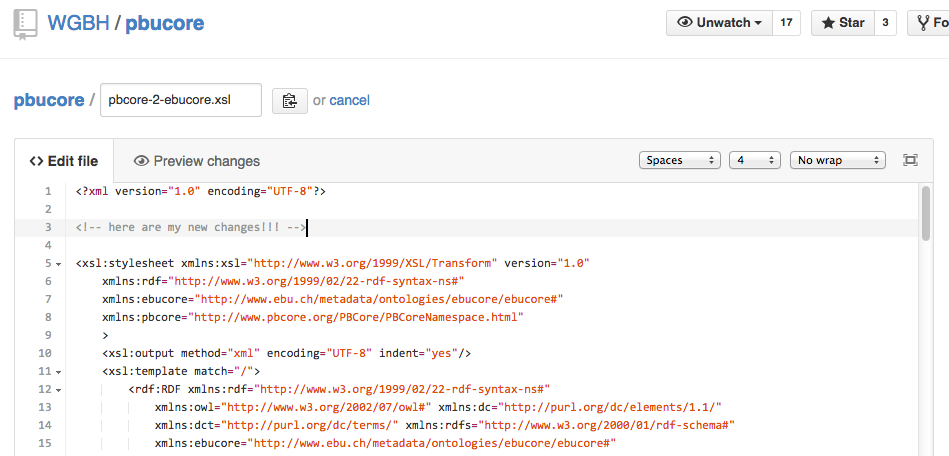 WGBH / pbucore
Unwatch 17 Star 3 Fo
pbucore / pbcore-2-ebucore.xsl or cancel
<> Edit file Preview changes Spaces 4 No wrap
1 <?xml version="1.0" encoding="UTF-8"?>
2
3 <!-- here are my new changes!!! -->
4
5 <xsl:stylesheet xmlns:xsl="http://www.w3.org/1999/XSL/Transform" version="1.0"
6 xmlns:rdf="http://www.w3.org/1999/02/22-rdf-syntax-ns#"
7 xmlns:ebucore="http://www.ebu.ch/metadata/ontologies/ebucore/ebucore#"
8 xmlns:pbcore="http://www.pbcore.org/PBCore/PBCoreNamespace.html"
9 >
10 <xsl:output method="xml" encoding="UTF-8" indent="yes"/>
11 <xsl:template match="/">
12 <rdf:RDF xmlns:rdf="http://www.w3.org/1999/02/22-rdf-syntax-ns#"
13 xmlns:owl="http://www.w3.org/2002/07/owl#" xmlns:dc="http://purl.org/dc/elements/1.1/"
14 xmlns:dct="http://purl.org/dc/terms/" xmlns:rdfs="http://www.w3.org/2000/01/rdf-schema#"
15 xmlns:ebucore="http://www.ebu.ch/metadata/ontologies/ebucore/ebucore#"